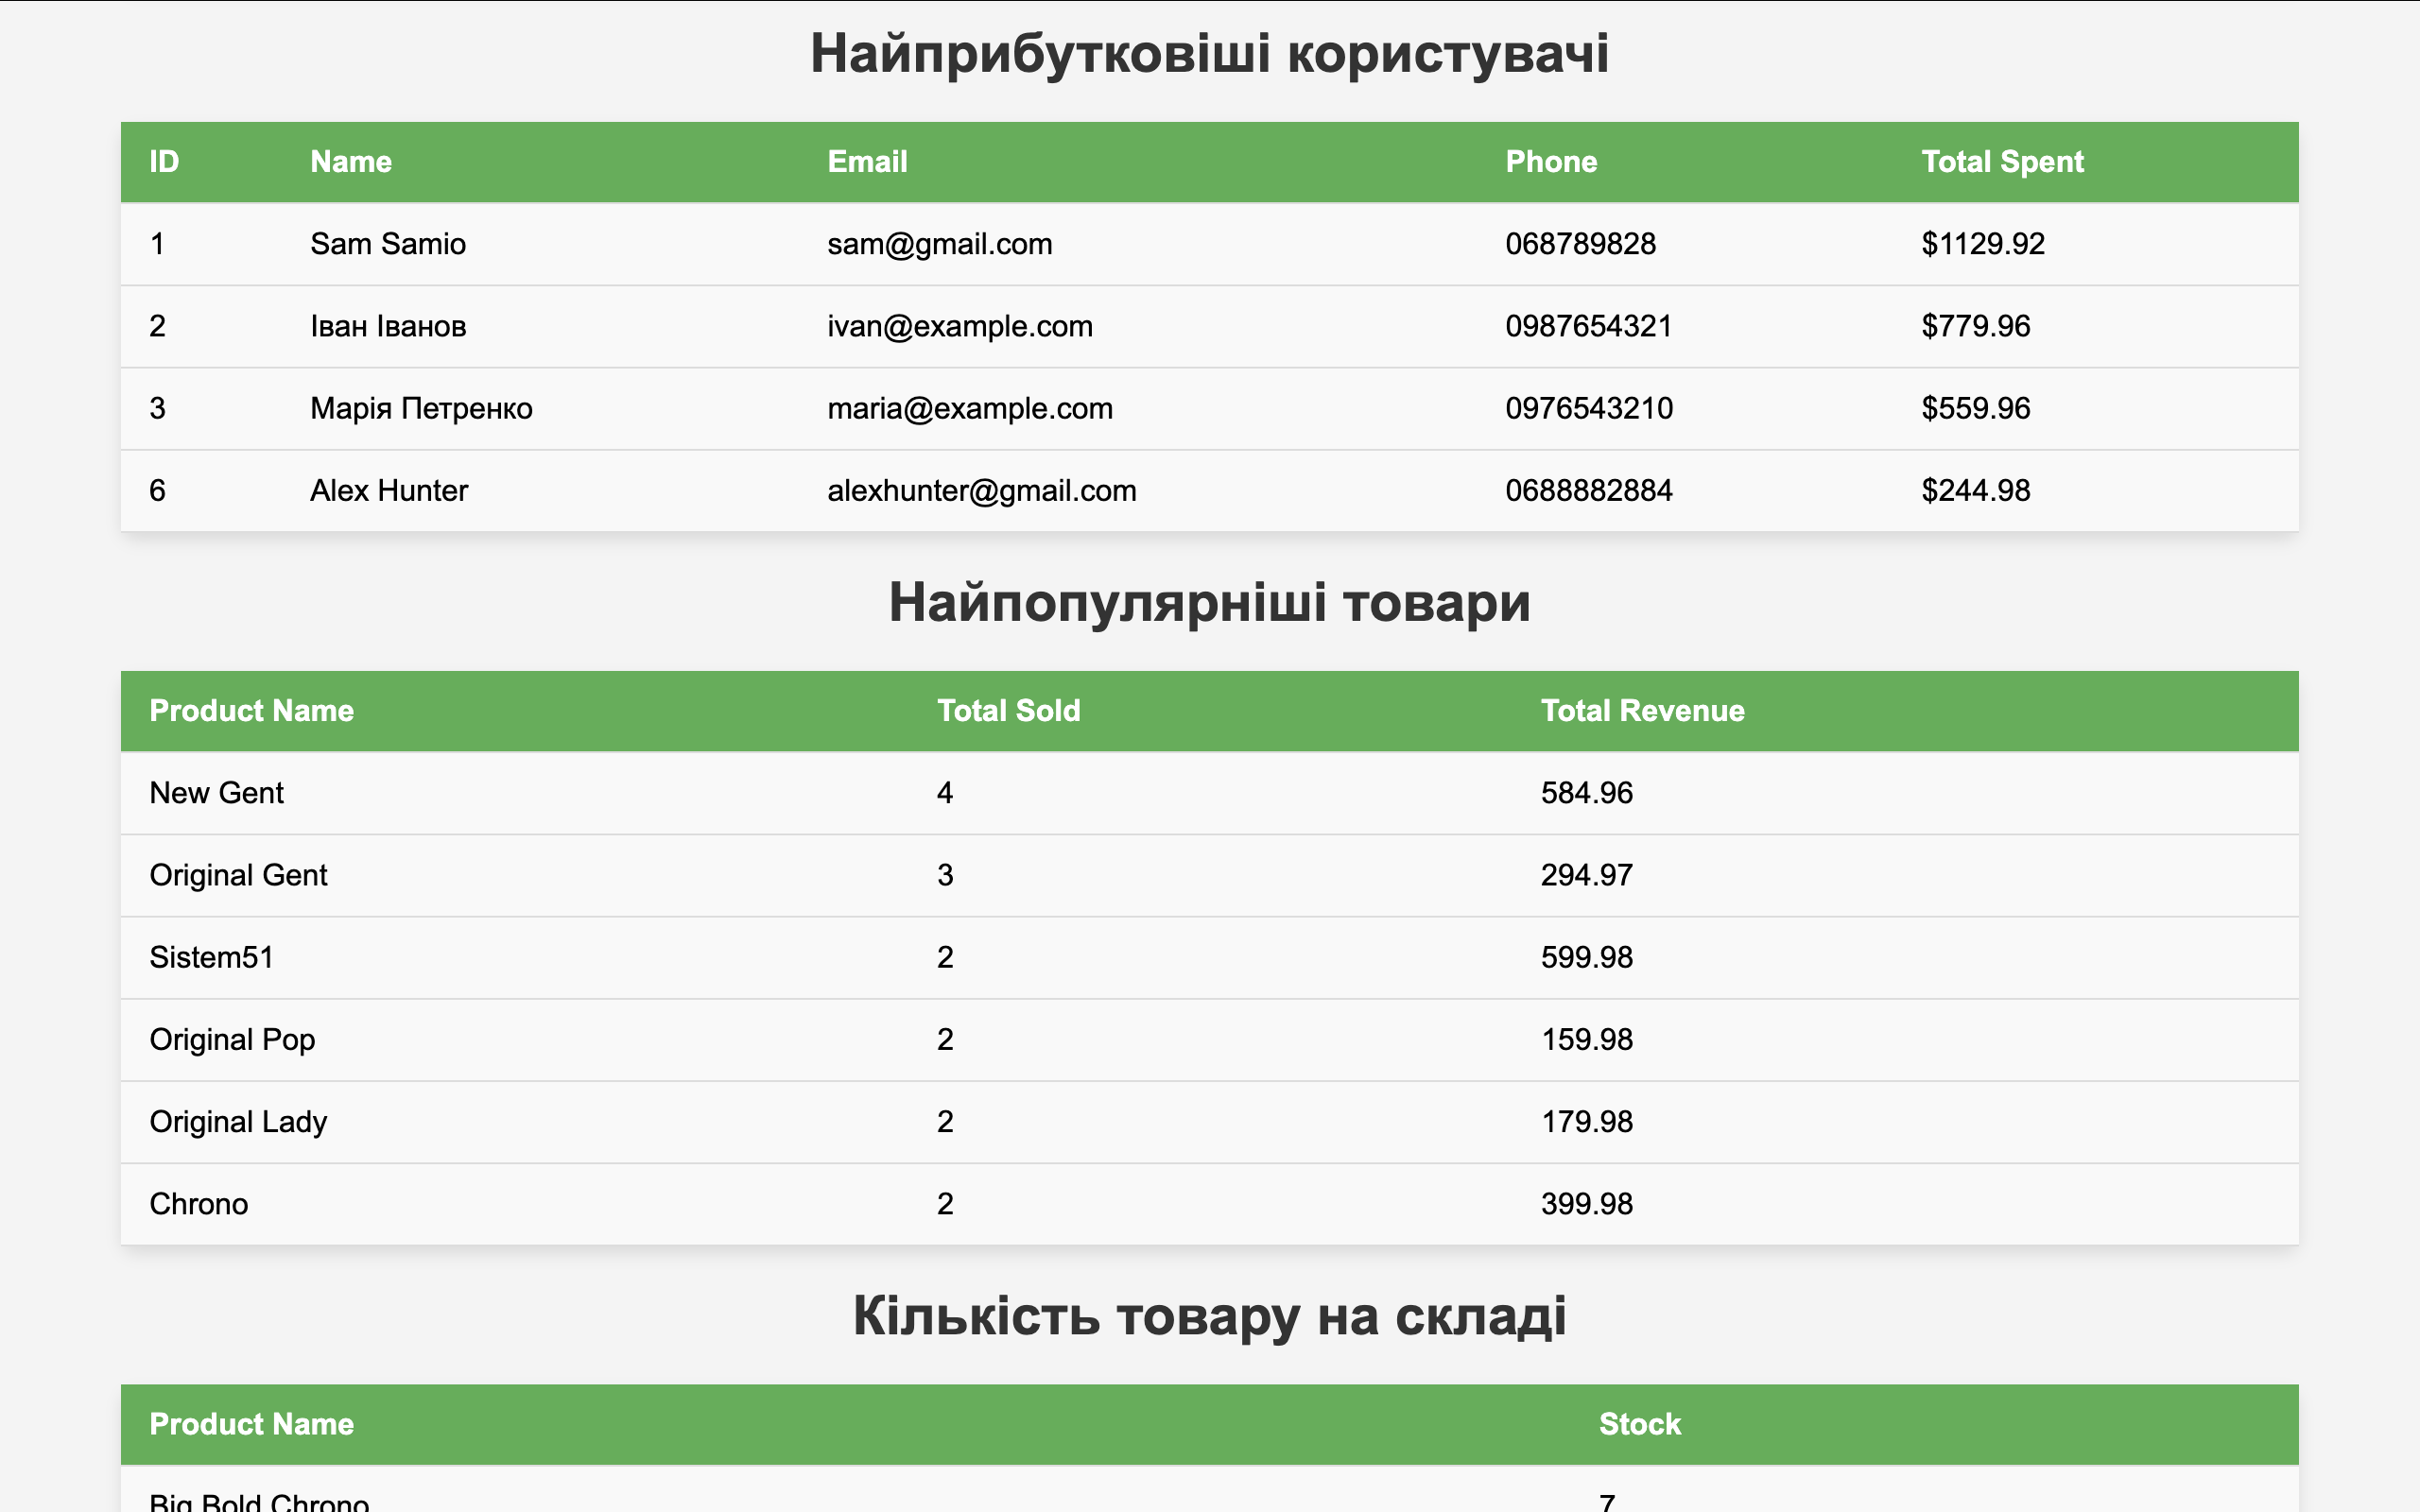 Найприбутковіші користувачі
ID Name Email Phone Total Spent
1 Sam Samio sam@gmail.com 068789828 $1129.92
2 Іван Іванов ivan@example.com 0987654321 $779.96
3 Марія Петренко maria@example.com 0976543210 $559.96
6 Alex Hunter alexhunter@gmail.com 0688882884 $244.98
Найпопулярніші товари
Product Name Total Sold Total Revenue
New Gent 4 584.96
Original Gent 3 294.97
Sistem51 2 599.98
Original Pop 2 159.98
Original Lady 2 179.98
Chrono 2 399.98
Кількість товару на складі
Product Name Stock
Big Bold Chrono 7